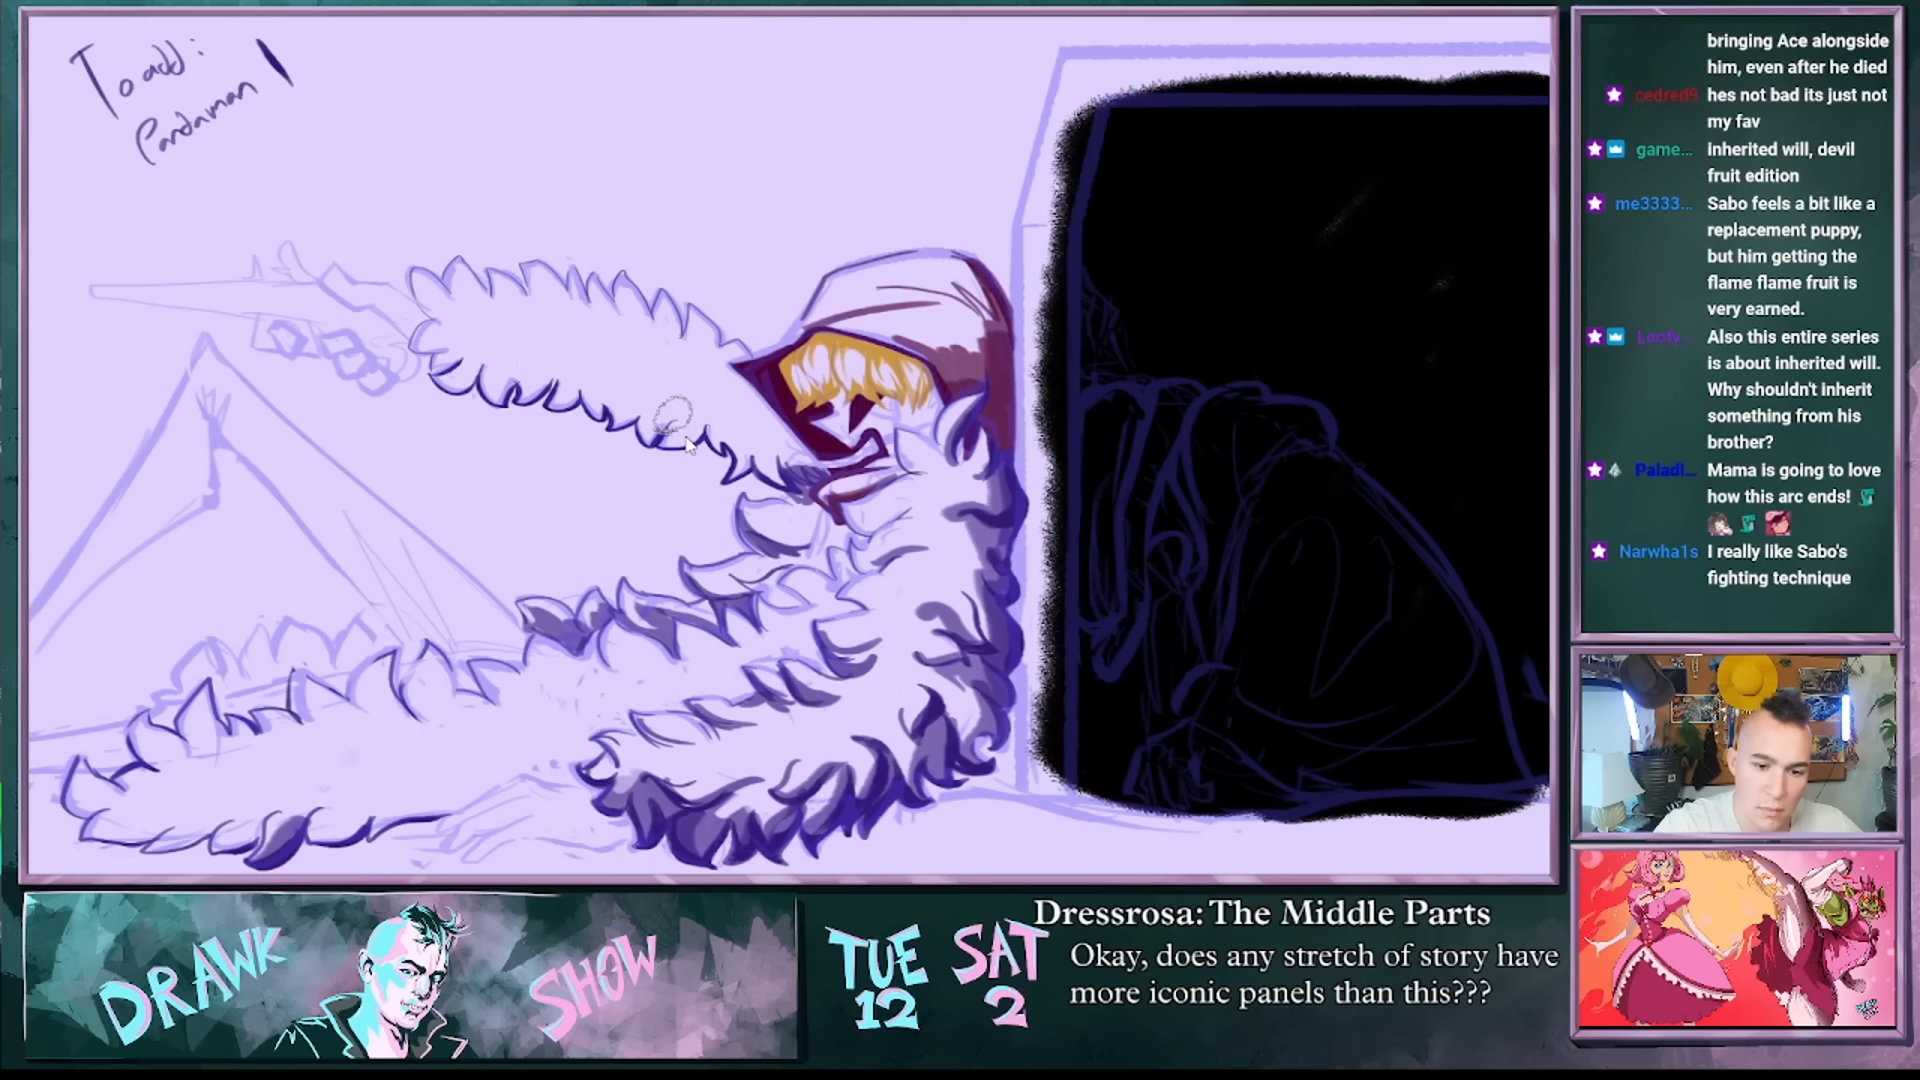 To add:
Pandaman
bringing Ace alongside
him, even after he died
cedred9 hes not bad its just not
my fav
game... inherited will, devil
fruit edition
me3333... Sabo feels a bit like a
replacement puppy,
but him getting the
flame flame fruit is
very earned.
Loofy... Also this entire series
is about inherited will.
Why shouldn't inherit
something from his
brother?
Paladi... Mama is going to love
how this arc ends!
Narwha1s I really like Sabo's
fighting technique
DRAWK SHOW
TUE SAT
12 2
Dressrosa: The Middle Parts
Okay, does any stretch of story have
more iconic panels than this???